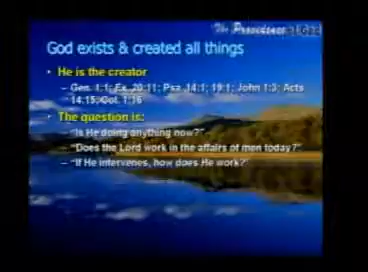 The Providence of God
God exists & created all things
• He is the creator
– Gen. 1:1; Ex. 20:11; Psa. 14:1; 19:1; John 1:3; Acts
14:15; Col. 1:16
• The question is:
– "Is He doing anything now?"
– "Does the Lord work in the affairs of men today?"
– "If He intervenes, how does He work?"